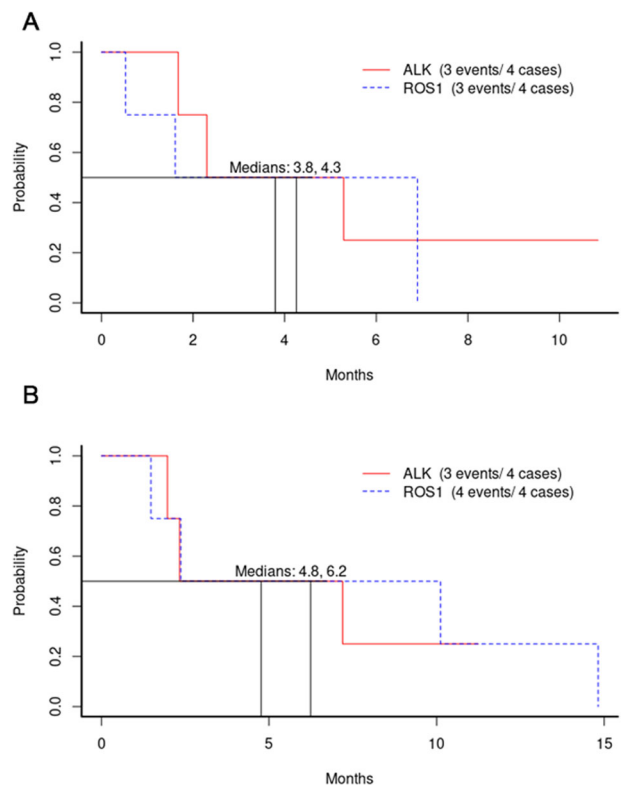 A
ALK (3 events/ 4 cases)
ROS1 (3 events/ 4 cases)
Medians: 3.8, 4.3
Probability
0.0 0.2 0.4 0.6 0.8 1.0
0 2 4 6 8 10
Months
B
ALK (3 events/ 4 cases)
ROS1 (4 events/ 4 cases)
Medians: 4.8, 6.2
Probability
0.0 0.2 0.4 0.6 0.8 1.0
0 5 10 15
Months